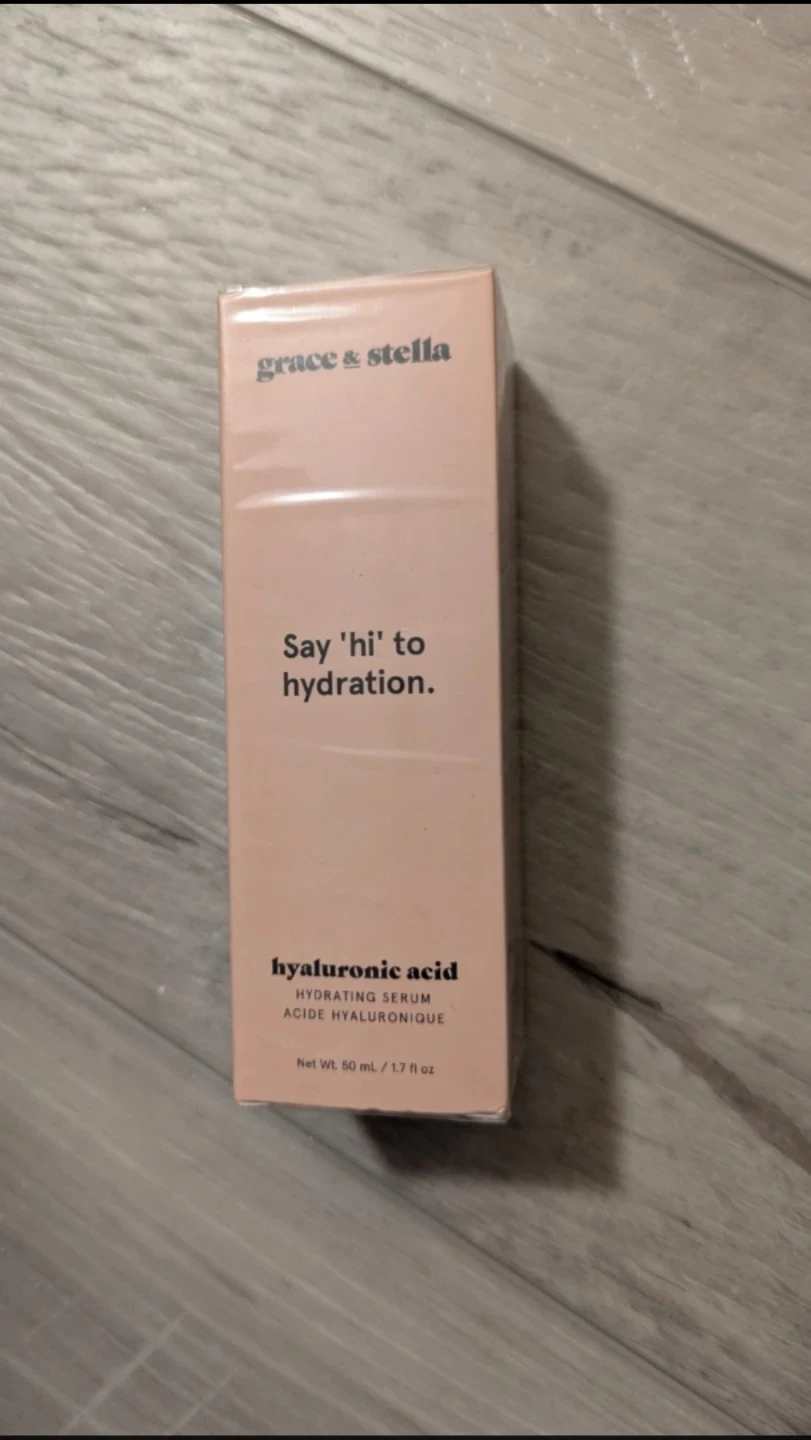 grace & stella
Say 'hi' to
hydration.
hyaluronic acid
HYDRATING SERUM
ACIDE HYALURONIQUE
Net Wt. 50 mL / 1.7 fl oz